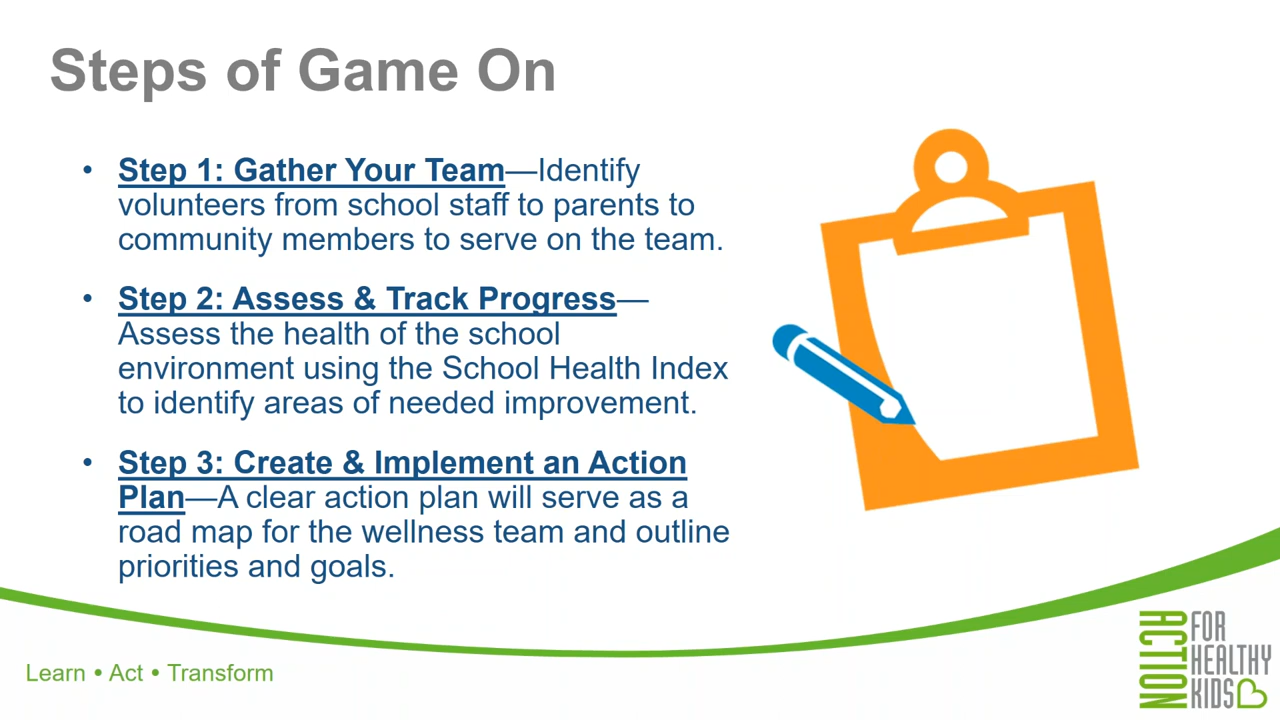 Steps of Game On
• Step 1: Gather Your Team—Identify
volunteers from school staff to parents to
community members to serve on the team.
• Step 2: Assess & Track Progress—
Assess the health of the school
environment using the School Health Index
to identify areas of needed improvement.
• Step 3: Create & Implement an Action
Plan—A clear action plan will serve as a
road map for the wellness team and outline
priorities and goals.
Learn • Act • Transform
ACTION
FOR
HEALTHY
KIDS